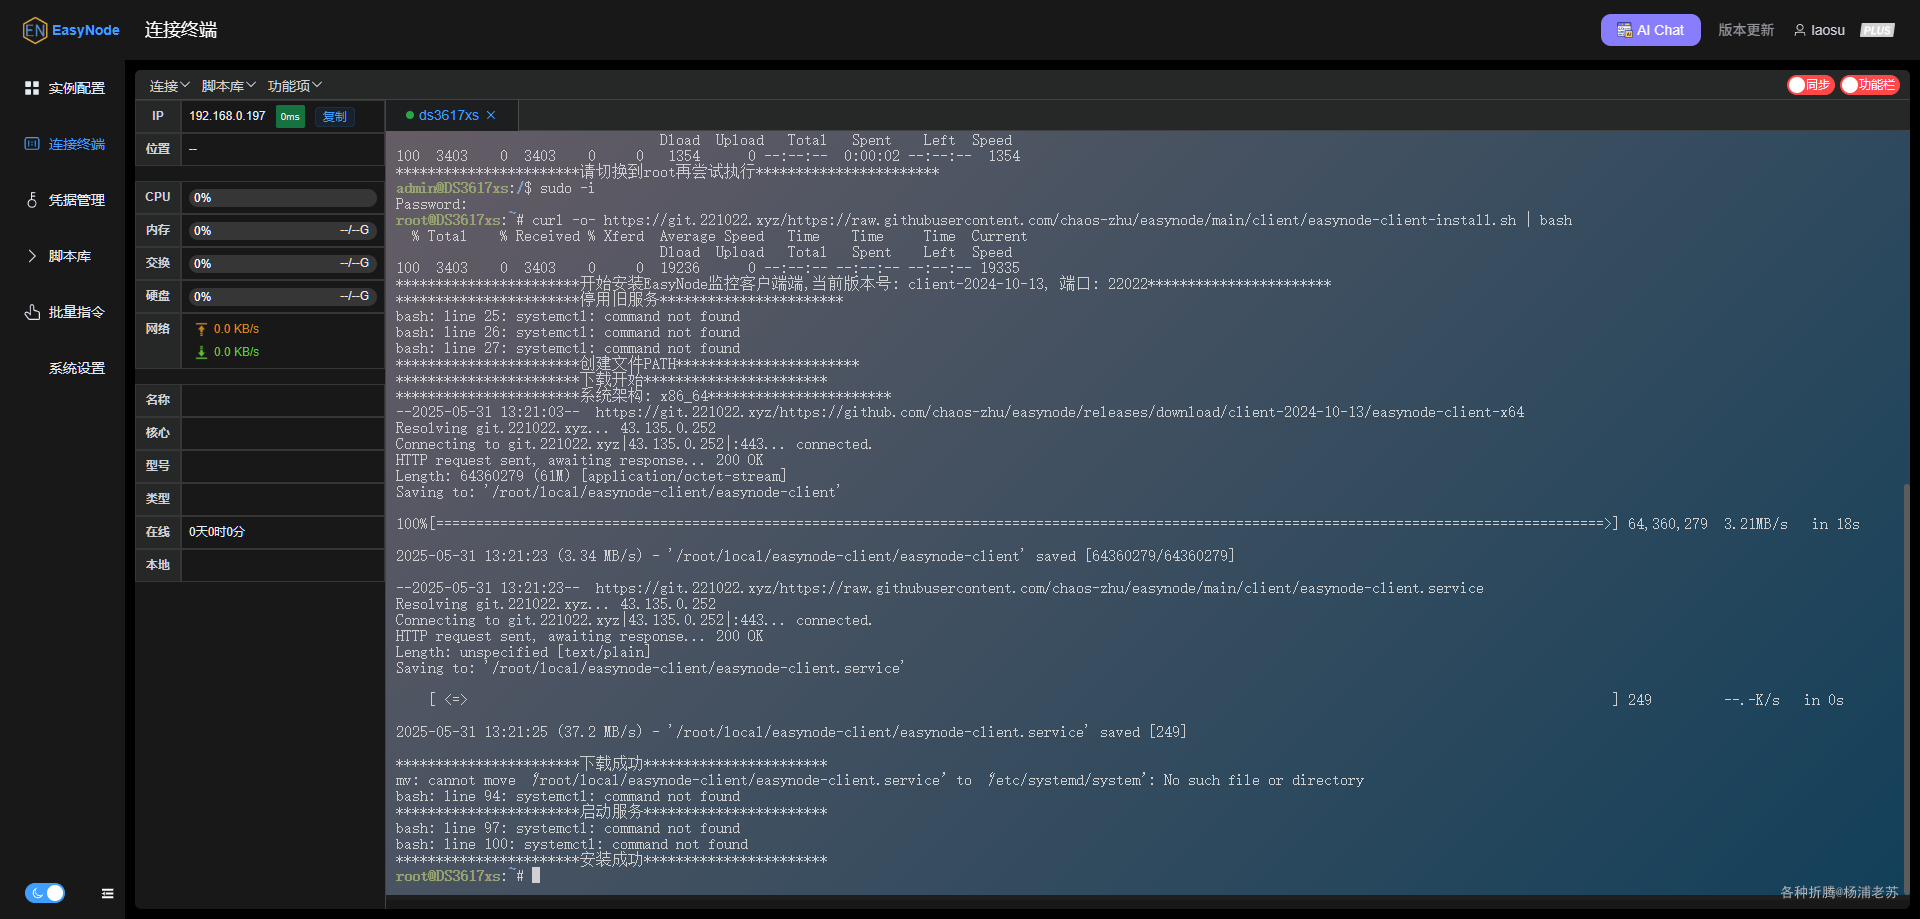 EN EasyNode
连接终端
AI Chat
版本更新
laosu
PLUS
实例配置
连接终端
凭据管理
脚本库
批量指令
系统设置
连接 脚本库 功能项
同步
功能栏
IP 192.168.0.197 0ms 复制
位置 --
CPU 0%
内存 0% --/--G
交换 0% --/--G
硬盘 0% --/--G
网络 0.0 KB/s
0.0 KB/s
名称
核心
型号
类型
在线 0天0时0分
本地
ds3617xs ×
Dload  Upload   Total   Spent    Left  Speed
100  3403    0  3403    0     0   1354      0 --:--:--  0:00:02 --:--:--  1354
***********************请切换到root再尝试执行***********************
admin@DS3617xs:/$ sudo -i
Password:
root@DS3617xs:~# curl -o- https://git.221022.xyz/https://raw.githubusercontent.com/chaos-zhu/easynode/main/client/easynode-client-install.sh | bash
  % Total    % Received % Xferd  Average Speed   Time    Time     Time  Current
                                 Dload  Upload   Total   Spent    Left  Speed
100  3403    0  3403    0     0  19236      0 --:--:-- --:--:-- --:--:-- 19335
***********************开始安装EasyNode监控客户端端,当前版本号: client-2024-10-13, 端口: 22022***********************
***********************停用旧服务***********************
bash: line 25: systemctl: command not found
bash: line 26: systemctl: command not found
bash: line 27: systemctl: command not found
***********************创建文件PATH***********************
***********************下载开始***********************
***********************系统架构: x86_64***********************
--2025-05-31 13:21:03--  https://git.221022.xyz/https://github.com/chaos-zhu/easynode/releases/download/client-2024-10-13/easynode-client-x64
Resolving git.221022.xyz... 43.135.0.252
Connecting to git.221022.xyz|43.135.0.252|:443... connected.
HTTP request sent, awaiting response... 200 OK
Length: 64360279 (61M) [application/octet-stream]
Saving to: '/root/local/easynode-client/easynode-client'
100%[==================================================================================================================================================>] 64,360,279  3.21MB/s   in 18s
2025-05-31 13:21:23 (3.34 MB/s) - '/root/local/easynode-client/easynode-client' saved [64360279/64360279]
--2025-05-31 13:21:23--  https://git.221022.xyz/https://raw.githubusercontent.com/chaos-zhu/easynode/main/client/easynode-client.service
Resolving git.221022.xyz... 43.135.0.252
Connecting to git.221022.xyz|43.135.0.252|:443... connected.
HTTP request sent, awaiting response... 200 OK
Length: unspecified [text/plain]
Saving to: '/root/local/easynode-client/easynode-client.service'
[ <=> ] 249         --.-K/s   in 0s
2025-05-31 13:21:25 (37.2 MB/s) - '/root/local/easynode-client/easynode-client.service' saved [249]
***********************下载成功***********************
mv: cannot move '/root/local/easynode-client/easynode-client.service' to '/etc/systemd/system': No such file or directory
bash: line 94: systemctl: command not found
***********************启动服务***********************
bash: line 97: systemctl: command not found
bash: line 100: systemctl: command not found
***********************安装成功***********************
root@DS3617xs:~#
各种折腾@杨浦老苏